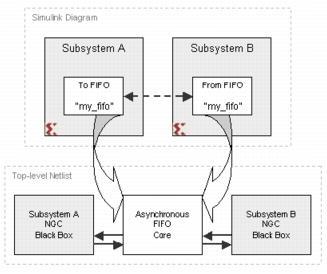 Simulink Diagram
Subsystem A
Subsystem B
To FIFO
From FIFO
"my_fifo"
"my_fifo"
Top-level Netlist
Subsystem A
NGC
Black Box
Asynchronous
FIFO
Core
Subsystem B
NGC
Black Box